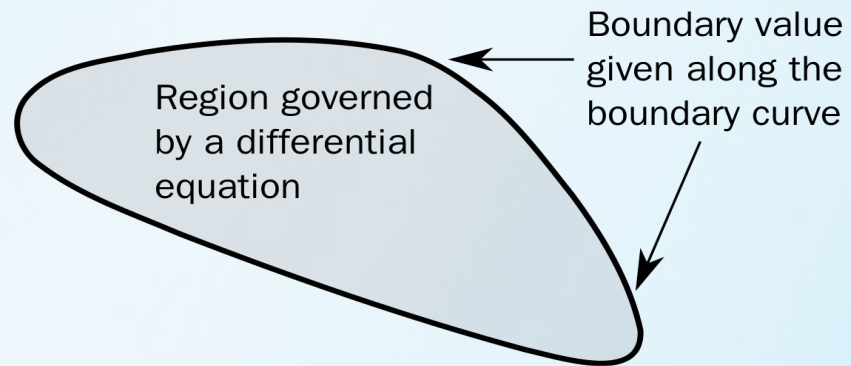 Boundary value
given along the
boundary curve
Region governed
by a differential
equation